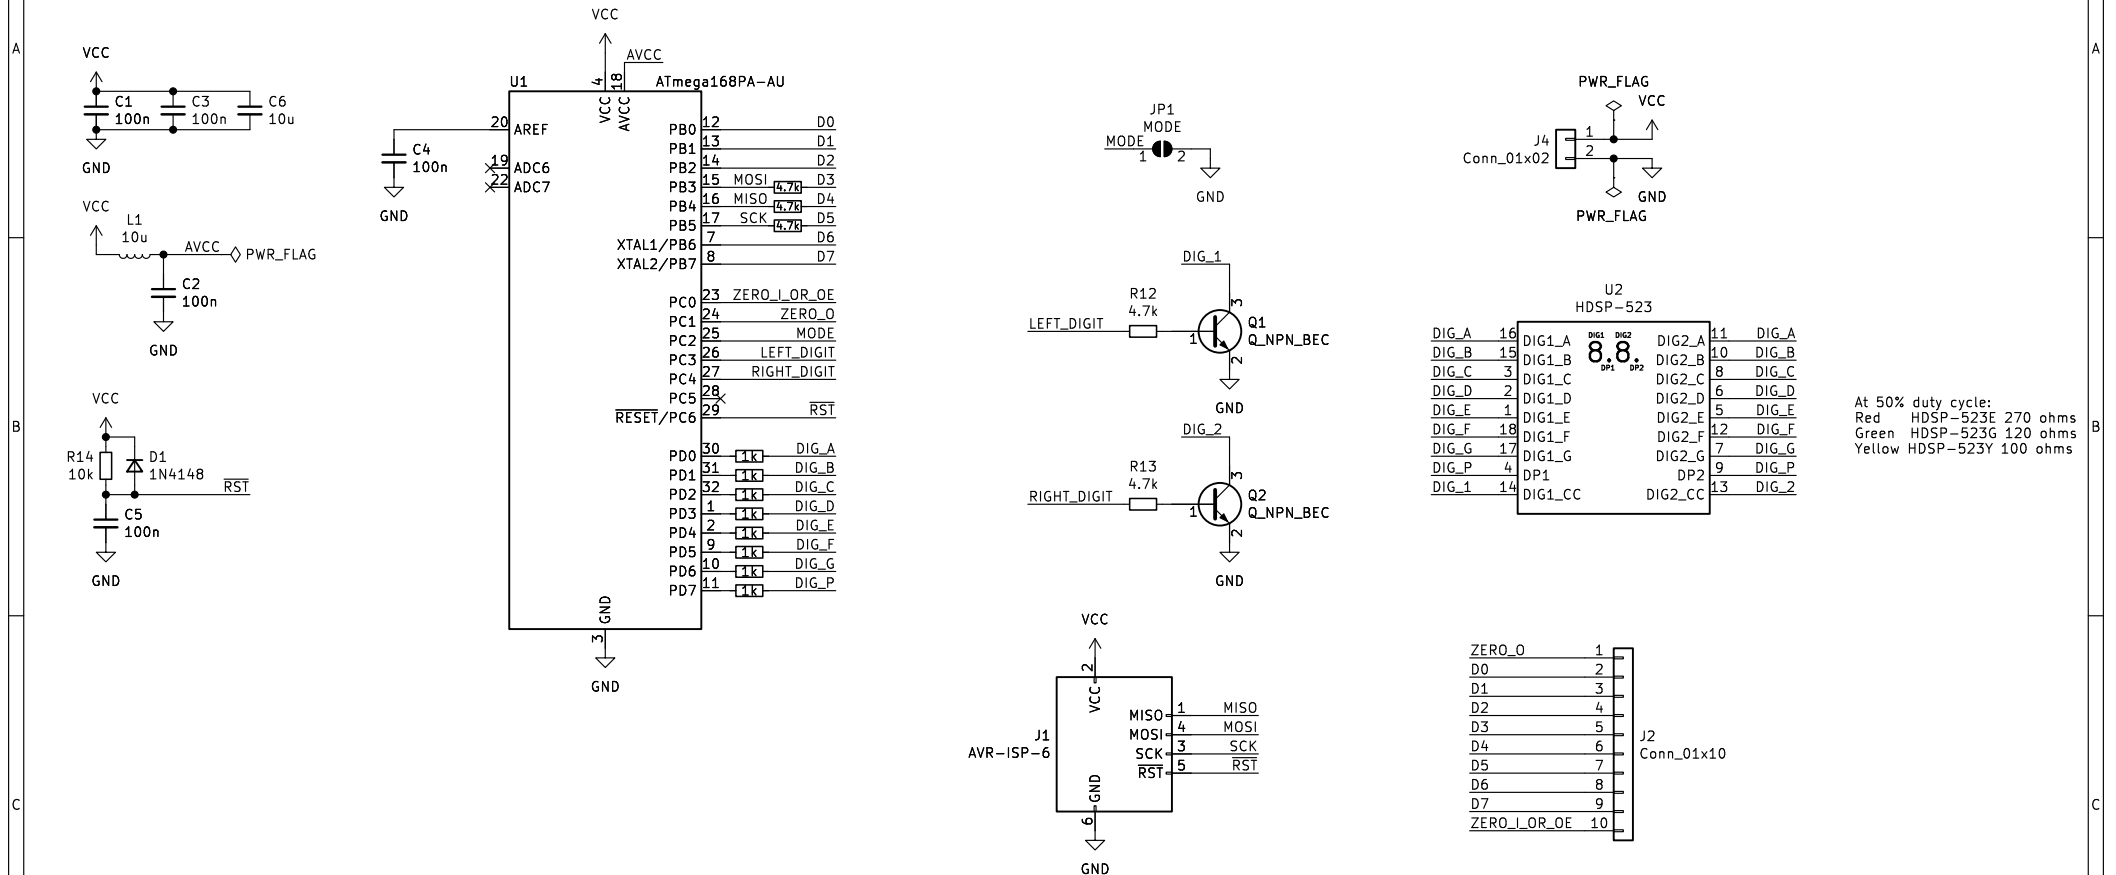 A
A
B
B
C
C
VCC
C1
100n
C3
100n
C6
10u
GND
VCC
L1
10u
AVCC
PWR_FLAG
C2
100n
GND
VCC
R14
10k
D1
1N4148
RST
C5
100n
GND
VCC
AVCC
U1
ATmega168PA-AU
4
18
VCC
AVCC
C4
100n
GND
20 AREF
19 ADC6
22 ADC7
PB0 12 D0
PB1 13 D1
PB2 14 D2
PB3 15 MOSI 4.7k D3
PB4 16 MISO 4.7k D4
PB5 17 SCK 4.7k D5
XTAL1/PB6 7 D6
XTAL2/PB7 8 D7
PC0 23 ZERO_I_OR_OE
PC1 24 ZERO_O
PC2 25 MODE
PC3 26 LEFT_DIGIT
PC4 27 RIGHT_DIGIT
PC5 28
RESET/PC6 29 RST
PD0 30 1k DIG_A
PD1 31 1k DIG_B
PD2 32 1k DIG_C
PD3 1 1k DIG_D
PD4 2 1k DIG_E
PD5 9 1k DIG_F
PD6 10 1k DIG_G
PD7 11 1k DIG_P
GND
3
GND
JP1
MODE
MODE 1 2
GND
DIG_1
R12
4.7k
LEFT_DIGIT
1
3
2
Q1
Q_NPN_BEC
GND
DIG_2
R13
4.7k
RIGHT_DIGIT
1
3
2
Q2
Q_NPN_BEC
GND
VCC
2
VCC
J1
AVR-ISP-6
MISO 1 MISO
MOSI 4 MOSI
SCK 3 SCK
RST 5 RST
GND
6
GND
PWR_FLAG
VCC
J4
Conn_01x02
1
2
GND
PWR_FLAG
U2
HDSP-523
DIG1 DIG2
8.8.
DP1 DP2
DIG_A 16 DIG1_A DIG2_A 11 DIG_A
DIG_B 15 DIG1_B DIG2_B 10 DIG_B
DIG_C 3 DIG1_C DIG2_C 8 DIG_C
DIG_D 2 DIG1_D DIG2_D 6 DIG_D
DIG_E 1 DIG1_E DIG2_E 5 DIG_E
DIG_F 18 DIG1_F DIG2_F 12 DIG_F
DIG_G 17 DIG1_G DIG2_G 7 DIG_G
DIG_P 4 DP1 DP2 9 DIG_P
DIG_1 14 DIG1_CC DIG2_CC 13 DIG_2
At 50% duty cycle:
Red HDSP-523E 270 ohms
Green HDSP-523G 120 ohms
Yellow HDSP-523Y 100 ohms
ZERO_O 1
D0 2
D1 3
D2 4
D3 5
D4 6
D5 7
D6 8
D7 9
ZERO_I_OR_OE 10
J2
Conn_01x10